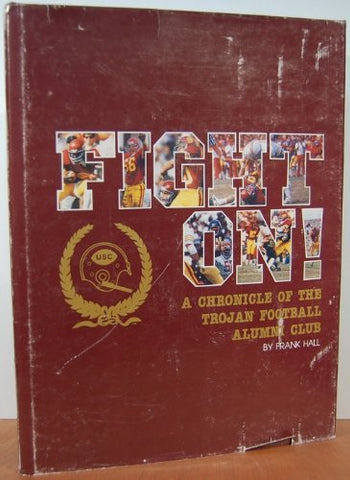 FIGHT
ON!
USC
A CHRONICLE OF THE
TROJAN FOOTBALL
ALUMNI CLUB
BY FRANK HALL